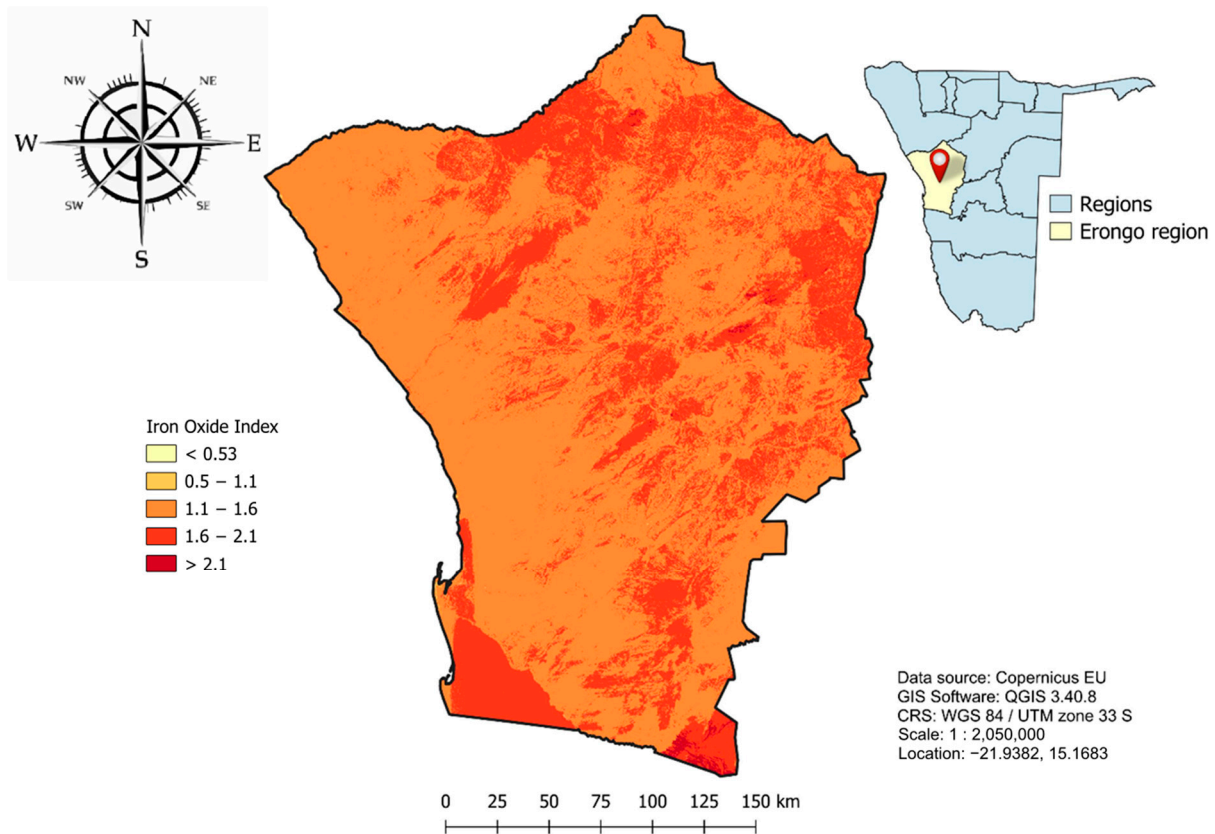 N
NW
NE
W
E
SW
SE
S
Regions
Erongo region
Iron Oxide Index
< 0.53
0.5 – 1.1
1.1 – 1.6
1.6 – 2.1
> 2.1
Data source: Copernicus EU
GIS Software: QGIS 3.40.8
CRS: WGS 84 / UTM zone 33 S
Scale: 1 : 2,050,000
Location: −21.9382, 15.1683
0 25 50 75 100 125 150 km